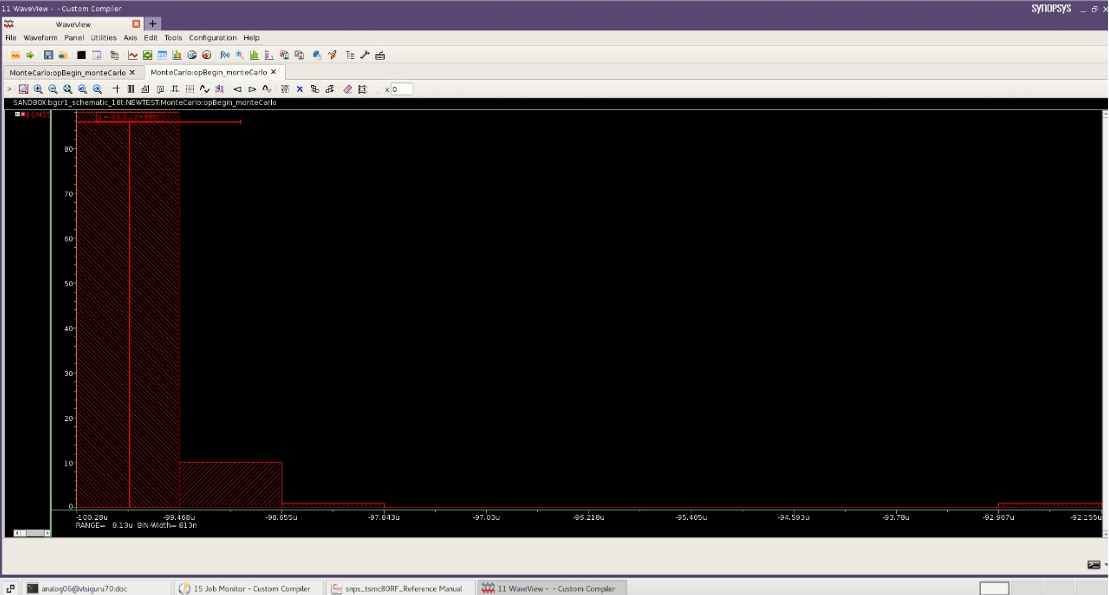 11 WaveView - - Custom Compiler
SYNOPSYS
WaveView
File Waveform Panel Utilities Axis Edit Tools Configuration Help
MonteCarlo:opBegin_monteCarlo
MonteCarlo:opBegin_monteCarlo
x 0
SANDBOX:bgcr1_schematic_18t:NEWTEST:MonteCarlo:opBegin_monteCarlo
80
70
60
50
40
30
20
10
0
-100.28u -99.468u -98.655u -97.843u -97.03u -96.218u -95.405u -94.593u -93.78u -92.967u -92.155u
RANGE= 8.13u BIN-Width= 813n
analog06@vlsiguru70:doc
15 Job Monitor - Custom Compiler
snps_tsmc80RF_Reference Manual
11 WaveView - - Custom Compiler